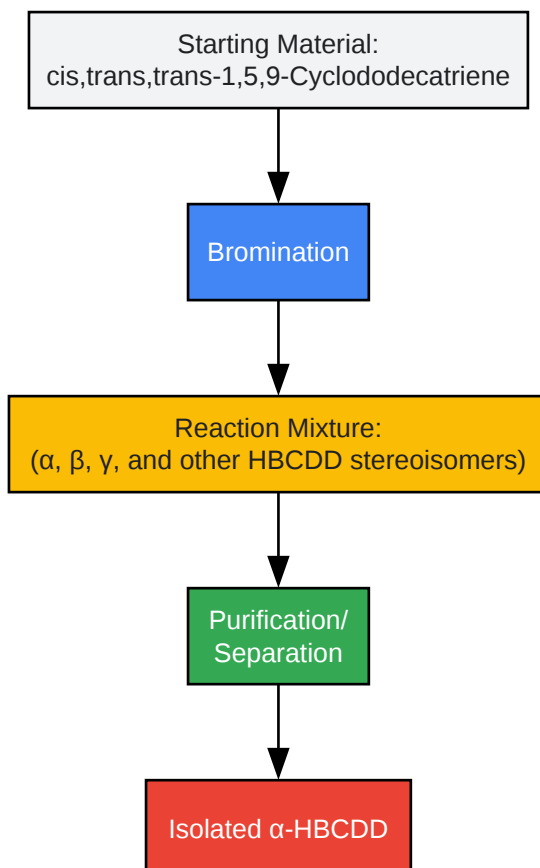 Starting Material:
cis,trans,trans-1,5,9-Cyclododecatriene
Bromination
Reaction Mixture:
(α, β, γ, and other HBCDD stereoisomers)
Purification/
Separation
Isolated α-HBCDD